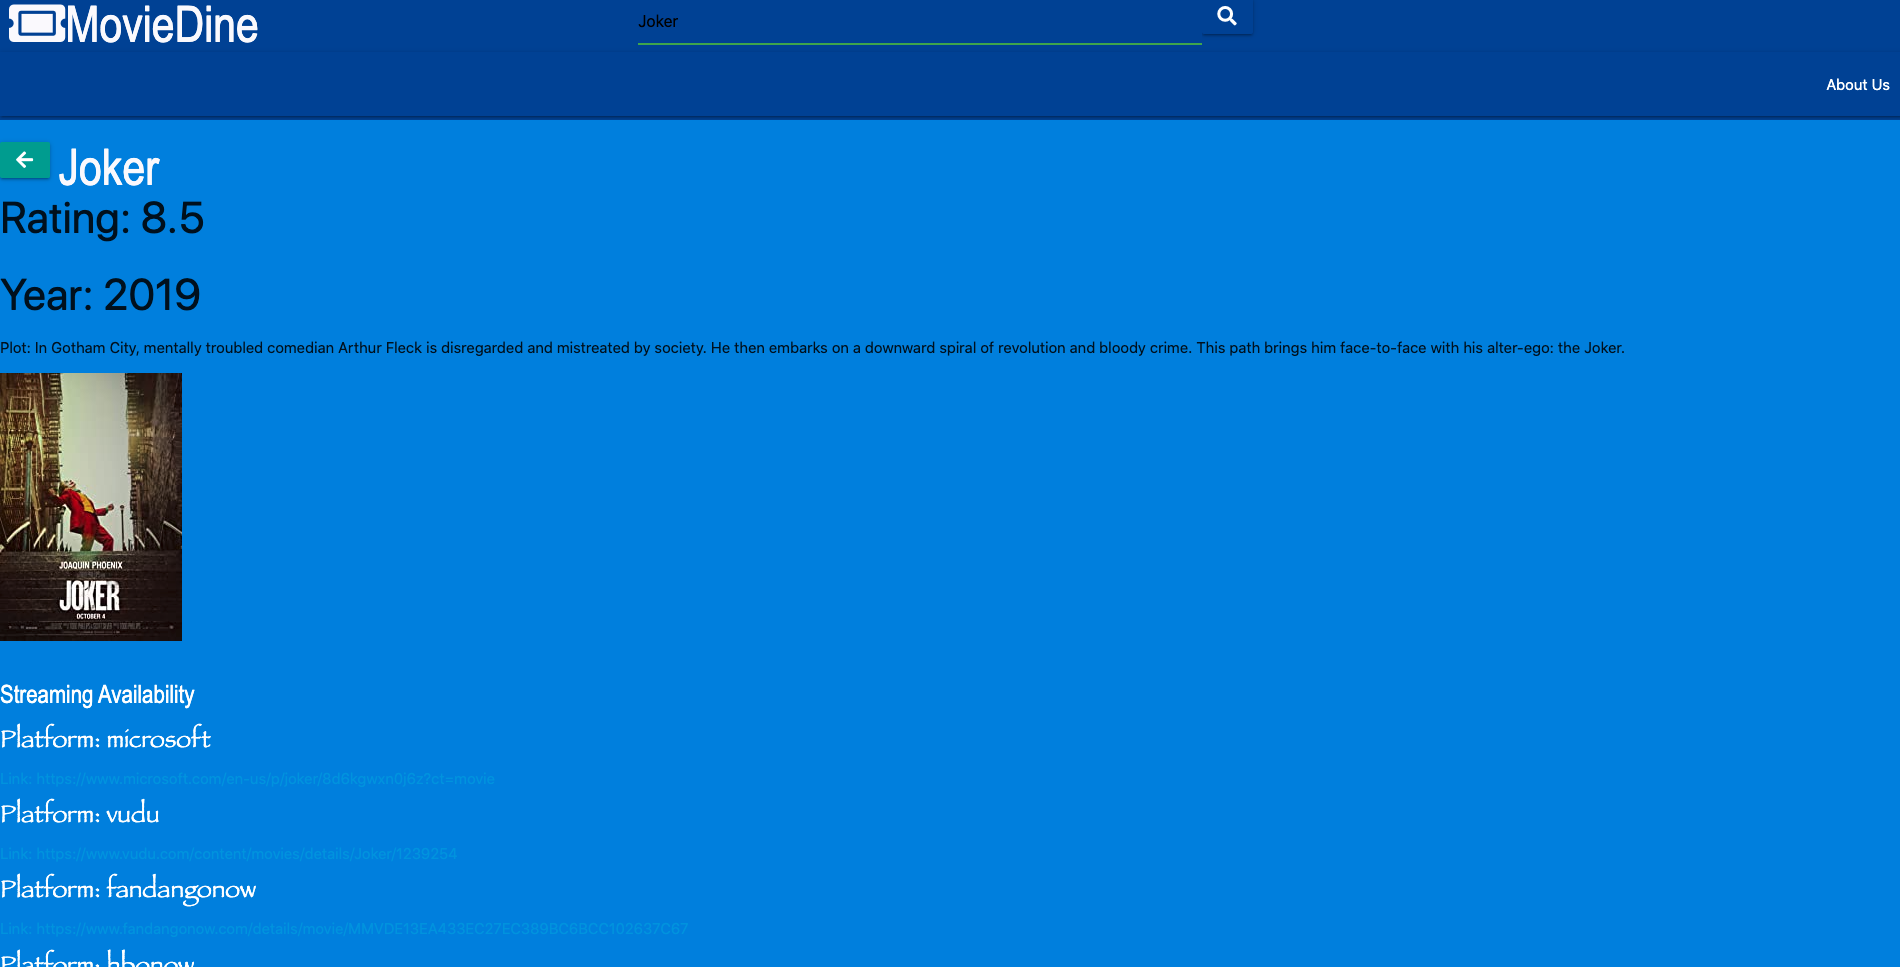 MovieDine
Joker
About Us
Joker
Rating: 8.5
Year: 2019
Plot: In Gotham City, mentally troubled comedian Arthur Fleck is disregarded and mistreated by society. He then embarks on a downward spiral of revolution and bloody crime. This path brings him face-to-face with his alter-ego: the Joker.
JOAQUIN PHOENIX
JOKER
OCTOBER 4
Streaming Availability
Platform: microsoft
Link: https://www.microsoft.com/en-us/p/joker/8d6kgwxn0j6z?ct=movie
Platform: vudu
Link: https://www.vudu.com/content/movies/details/Joker/1239254
Platform: fandangonow
Link: https://www.fandangonow.com/details/movie/MMVDE13EA433EC27EC389BC6BCC102637C67
Platform: hbonow